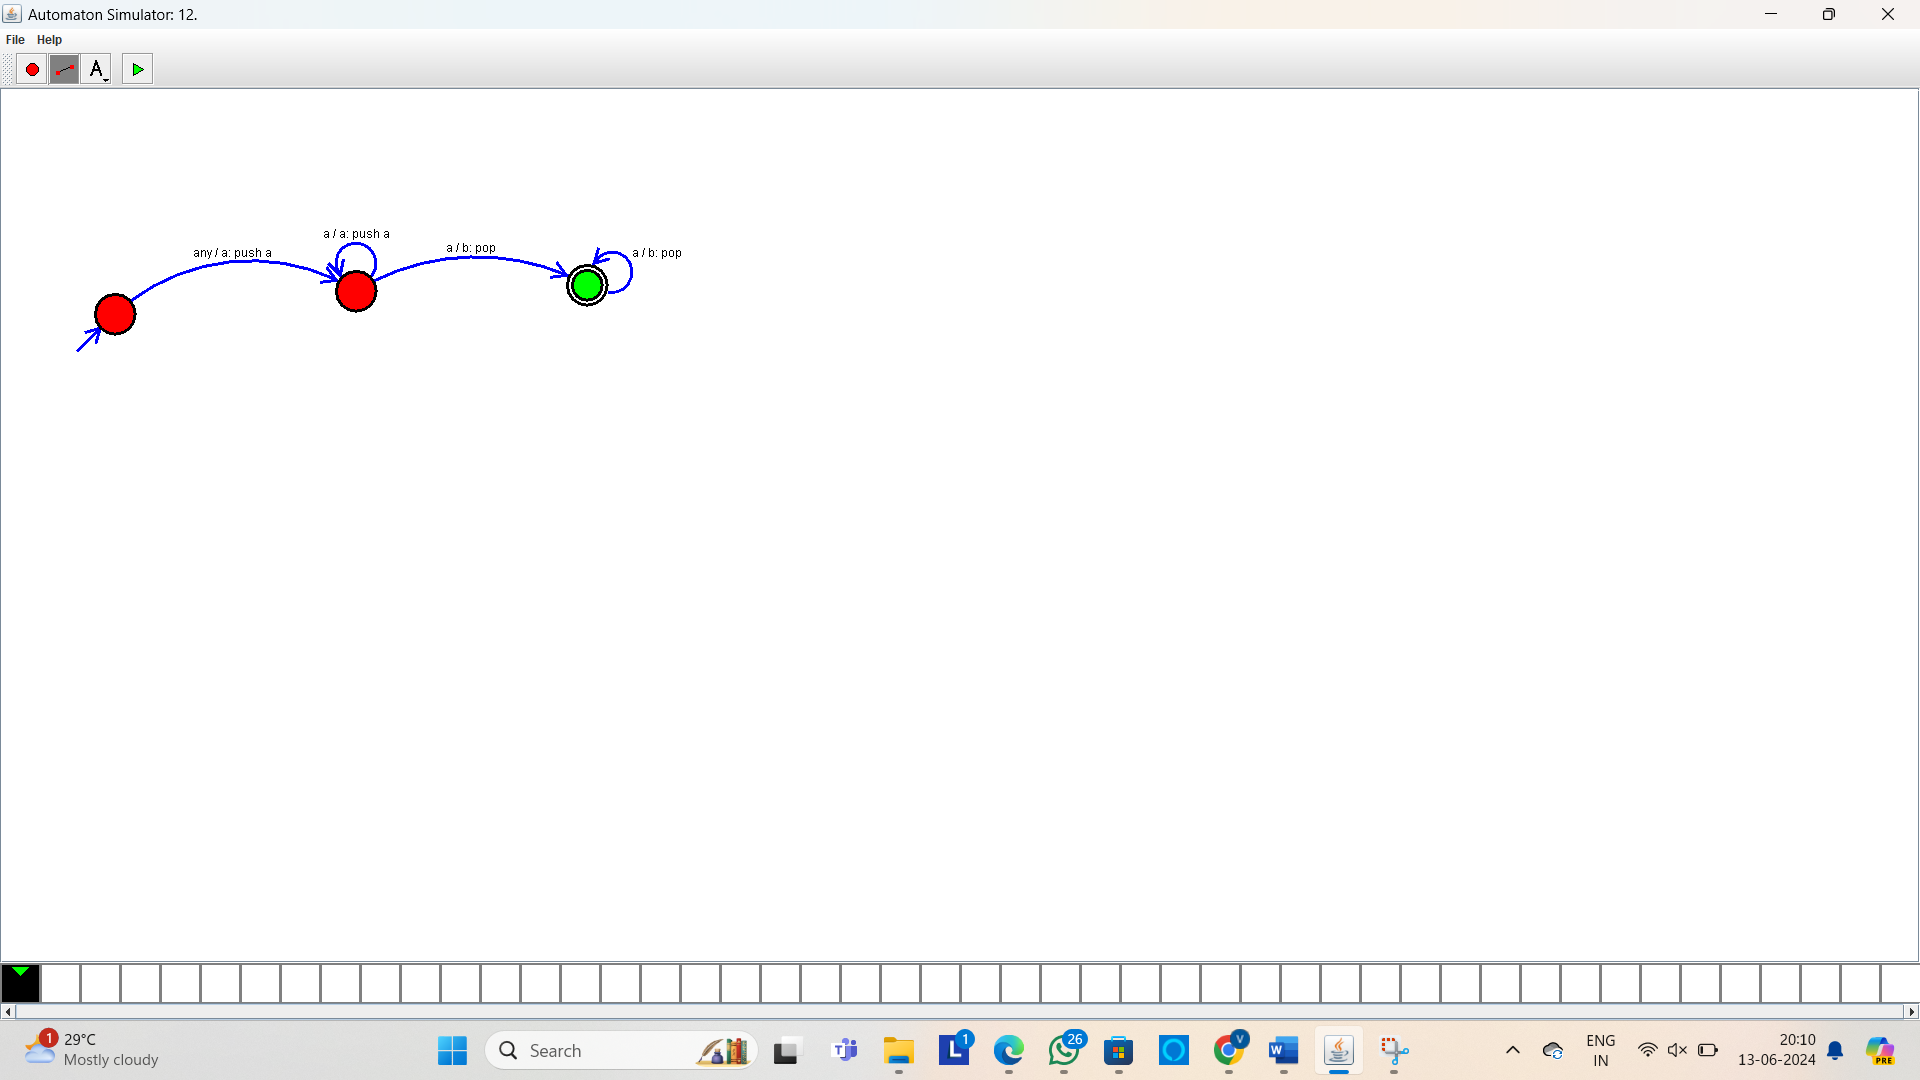 Automaton Simulator: 12.
File Help
A
a / a: push a
any / a: push a
a / b: pop
a / b: pop
1
29°C
Mostly cloudy
Search
L
1
26
V
W
ENG
IN
20:10
13-06-2024
PRE